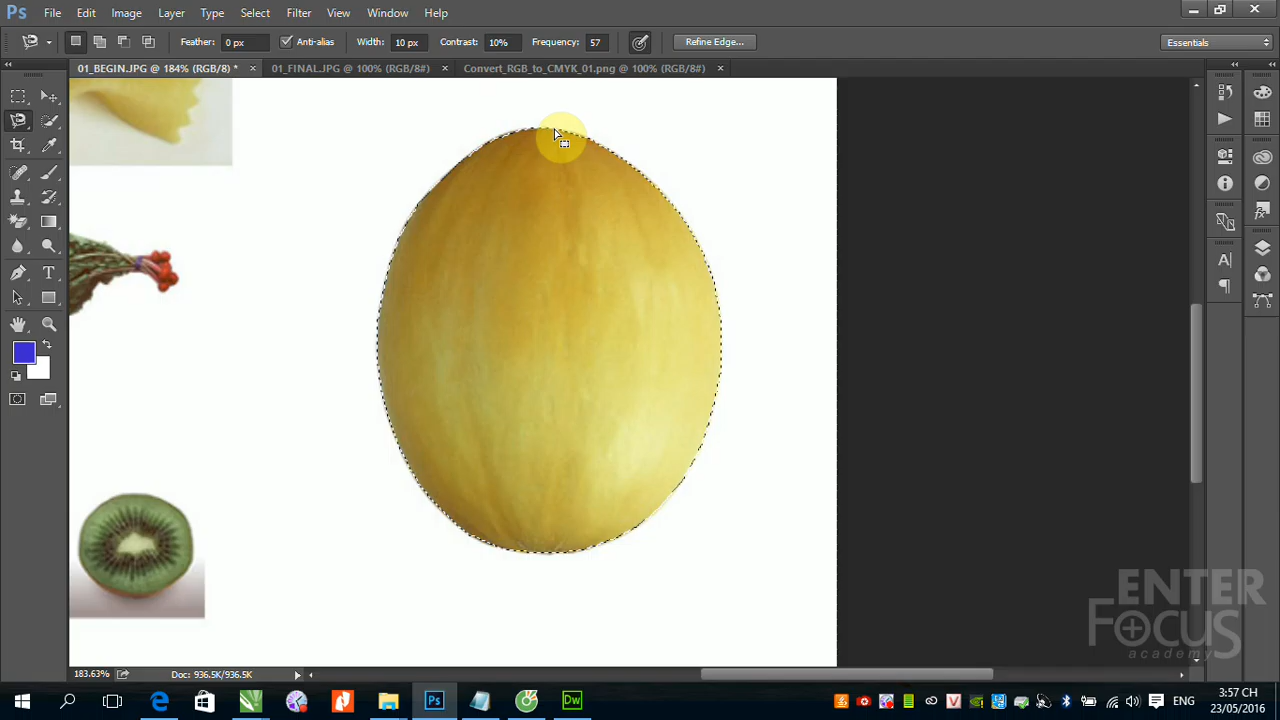 Ps File Edit Image Layer Type Select Filter View Window Help
Feather: 0 px Anti-alias Width: 10 px Contrast: 10% Frequency: 57 Refine Edge... Essentials
01_BEGIN.JPG @ 184% (RGB/8) * × 01_FINAL.JPG @ 100% (RGB/8#) × Convert_RGB_to_CMYK_01.png @ 100% (RGB/8#) ×
ENTER
FOCUS
academy
183.63% Doc: 936.5K/936.5K
ENG
3:57 CH
23/05/2016